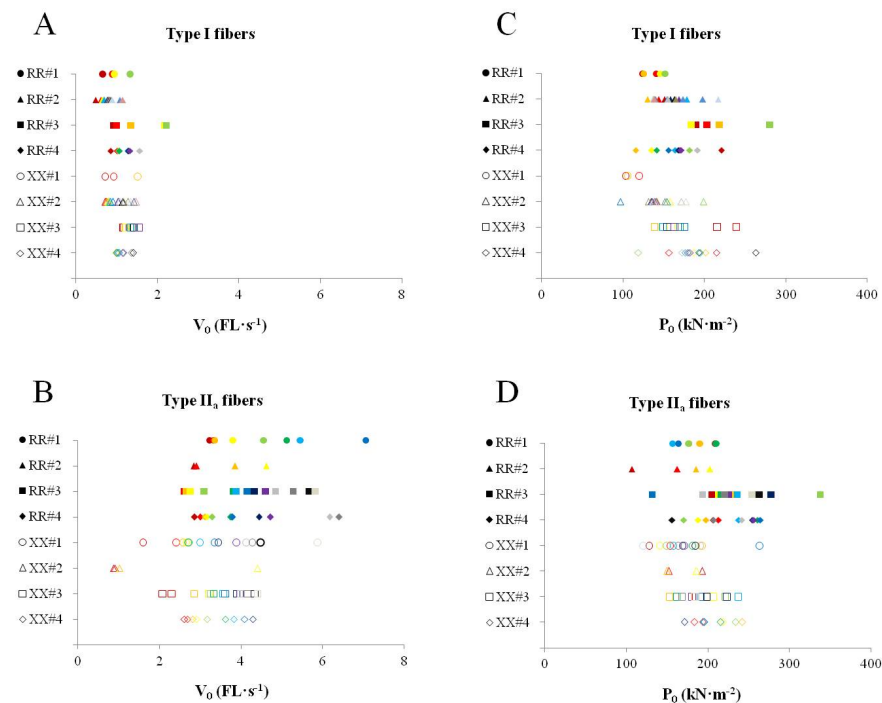 A
Type I fibers
RR#1
RR#2
RR#3
RR#4
XX#1
XX#2
XX#3
XX#4
0 2 4 6 8
V₀ (FL·s⁻¹)
C
Type I fibers
RR#1
RR#2
RR#3
RR#4
XX#1
XX#2
XX#3
XX#4
0 100 200 300 400
P₀ (kN·m⁻²)
B
Type IIₐ fibers
RR#1
RR#2
RR#3
RR#4
XX#1
XX#2
XX#3
XX#4
0 2 4 6 8
V₀ (FL·s⁻¹)
D
Type IIₐ fibers
RR#1
RR#2
RR#3
RR#4
XX#1
XX#2
XX#3
XX#4
0 100 200 300 400
P₀ (kN·m⁻²)